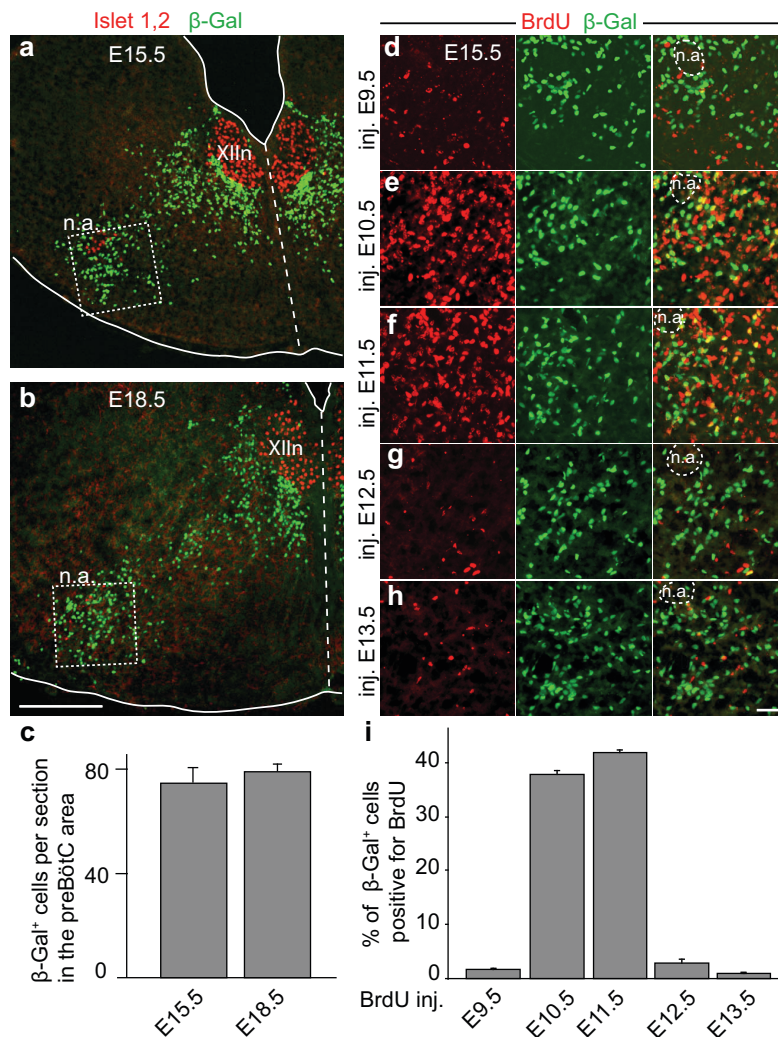 Islet 1,2 β-Gal
a
E15.5
XIIn
n.a.
b
E18.5
XIIn
n.a.
c
β-Gal⁺ cells per section
in the preBötC area
80
40
0
E15.5
E18.5
BrdU β-Gal
d
E15.5
n.a.
inj. E9.5
e
n.a.
inj. E10.5
f
n.a.
inj. E11.5
g
n.a.
inj. E12.5
h
n.a.
inj. E13.5
i
% of β-Gal⁺ cells
positive for BrdU
40
30
20
10
0
BrdU inj.
E9.5
E10.5
E11.5
E12.5
E13.5